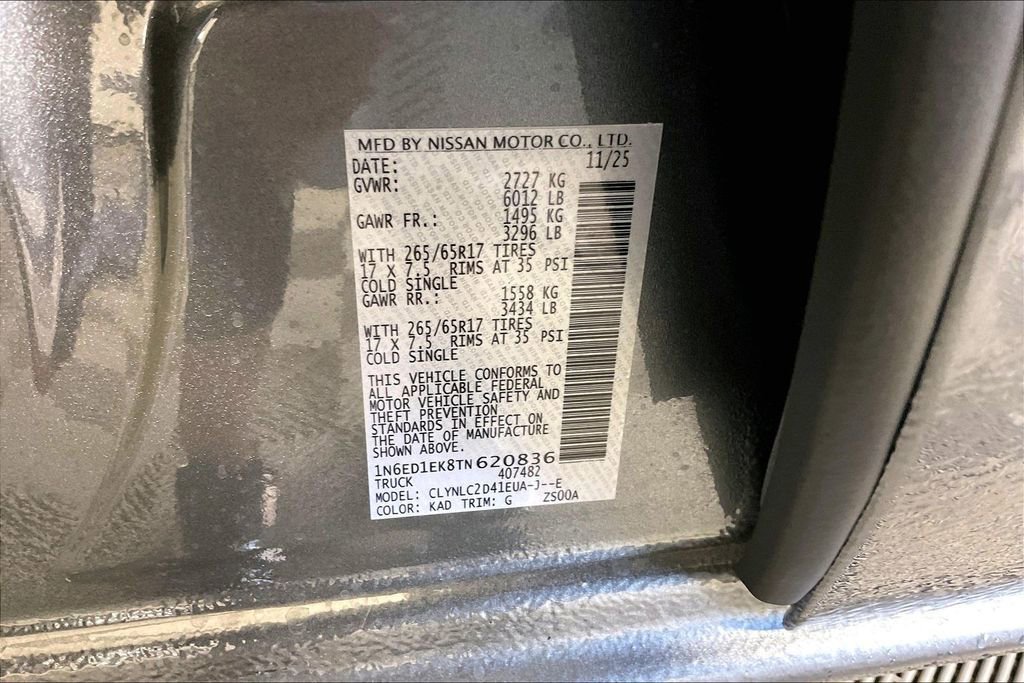 MFD BY NISSAN MOTOR CO., LTD.
DATE: 11/25
GVWR: 2727 KG
6012 LB
GAWR FR.: 1495 KG
3296 LB
WITH 265/65R17 TIRES
17 X 7.5 RIMS AT 35 PSI
COLD SINGLE
GAWR RR.: 1558 KG
3434 LB
WITH 265/65R17 TIRES
17 X 7.5 RIMS AT 35 PSI
COLD SINGLE
THIS VEHICLE CONFORMS TO
ALL APPLICABLE FEDERAL
MOTOR VEHICLE SAFETY AND
THEFT PREVENTION
STANDARDS IN EFFECT ON
THE DATE OF MANUFACTURE
SHOWN ABOVE.
1N6ED1EK8TN620836
TRUCK 407482
MODEL: CLYNLC2D41EUA-J--E
COLOR: KAD TRIM: G ZS00A